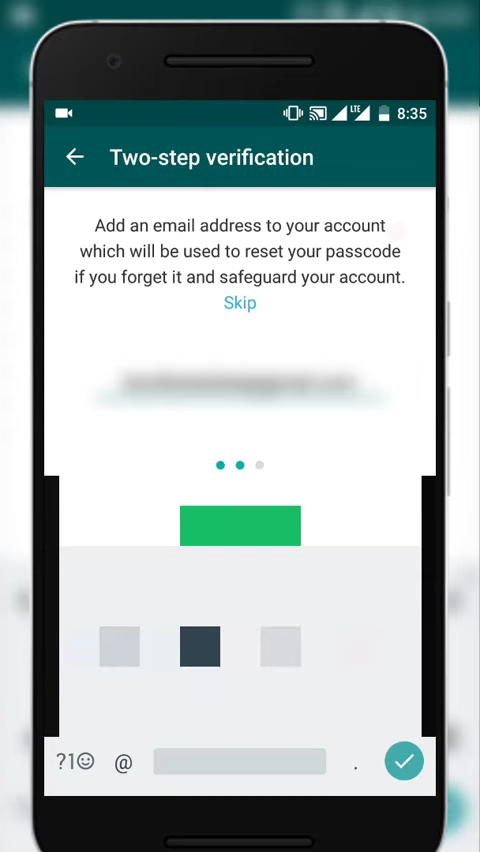 8:35
Two-step verification
Add an email address to your account
which will be used to reset your passcode
if you forget it and safeguard your account.
Skip
?1☺ @ .